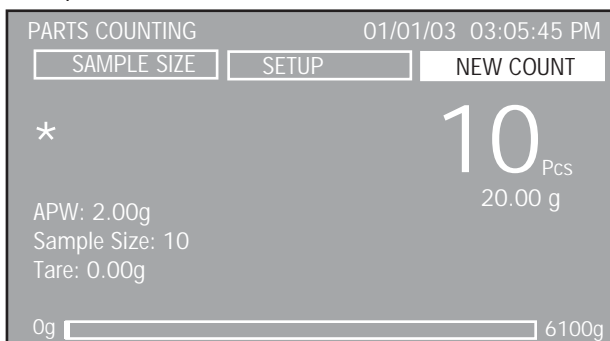 PARTS COUNTING 01/01/03 03:05:45 PM
SAMPLE SIZE SETUP NEW COUNT
* 10 Pcs
20.00 g
APW: 2.00g
Sample Size: 10
Tare: 0.00g
0g 6100g